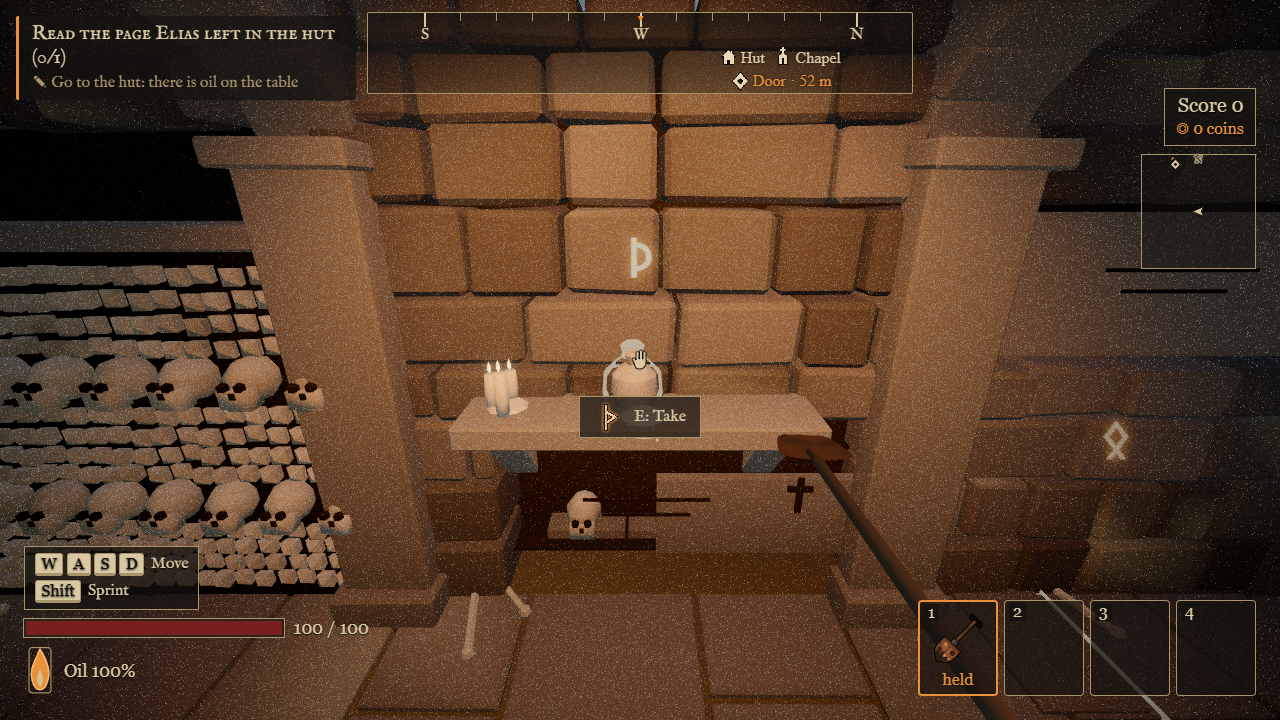 Read the page Elias left in the hut
(0/1)
Go to the hut: there is oil on the table
S W N
Hut Chapel
Door · 52 m
Score 0
0 coins
ᚦ
ᛟ
E: Take
W A S D Move
Shift Sprint
100 / 100
Oil 100%
1 2 3 4
held